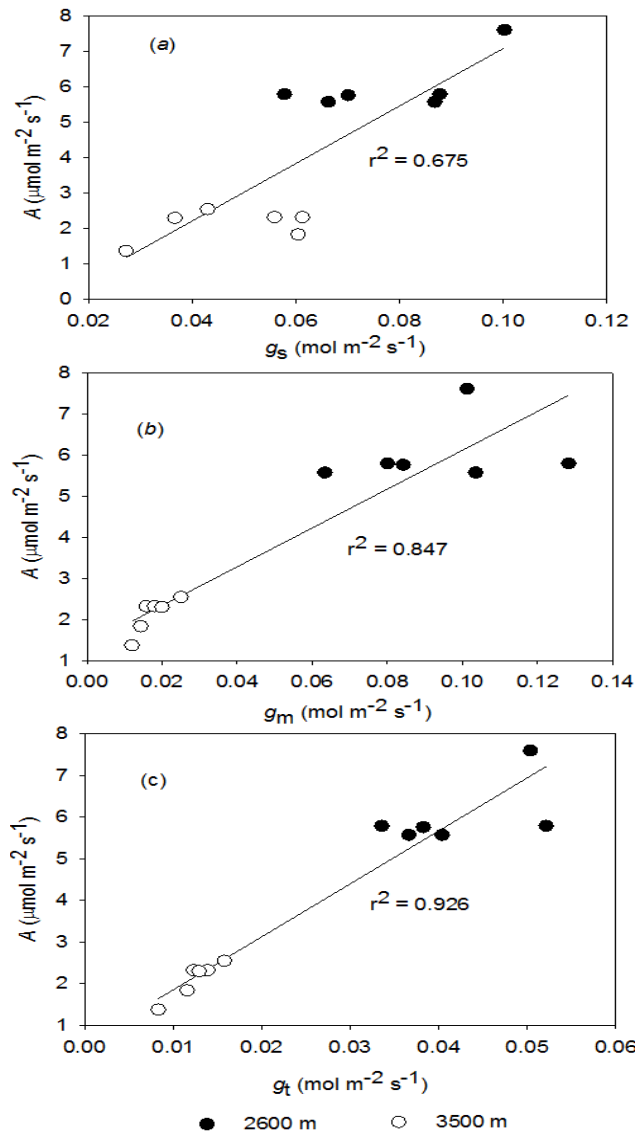 8
(a)
7
6
5
r² = 0.675
4
3
2
1
0
A (μmol m⁻² s⁻¹)
0.02 0.04 0.06 0.08 0.10 0.12
gs (mol m⁻² s⁻¹)
8
7
(b)
6
5
4
r² = 0.847
3
2
1
A (μmol m⁻² s⁻¹)
0.00 0.02 0.04 0.06 0.08 0.10 0.12 0.14
gm (mol m⁻² s⁻¹)
8
7
(c)
6
5
4
r² = 0.926
3
2
1
A (μmol m⁻² s⁻¹)
0.00 0.01 0.02 0.03 0.04 0.05 0.06
gt (mol m⁻² s⁻¹)
2600 m 3500 m